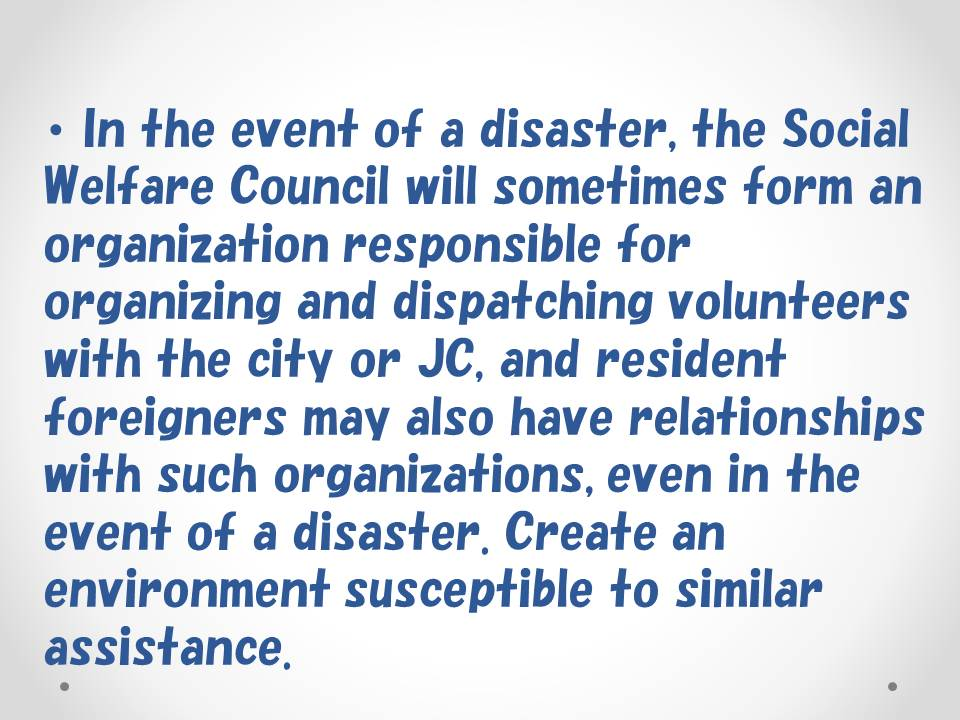 • In the event of a disaster, the Social
Welfare Council will sometimes form an
organization responsible for
organizing and dispatching volunteers
with the city or JC, and resident
foreigners may also have relationships
with such organizations, even in the
event of a disaster. Create an
environment susceptible to similar
assistance.